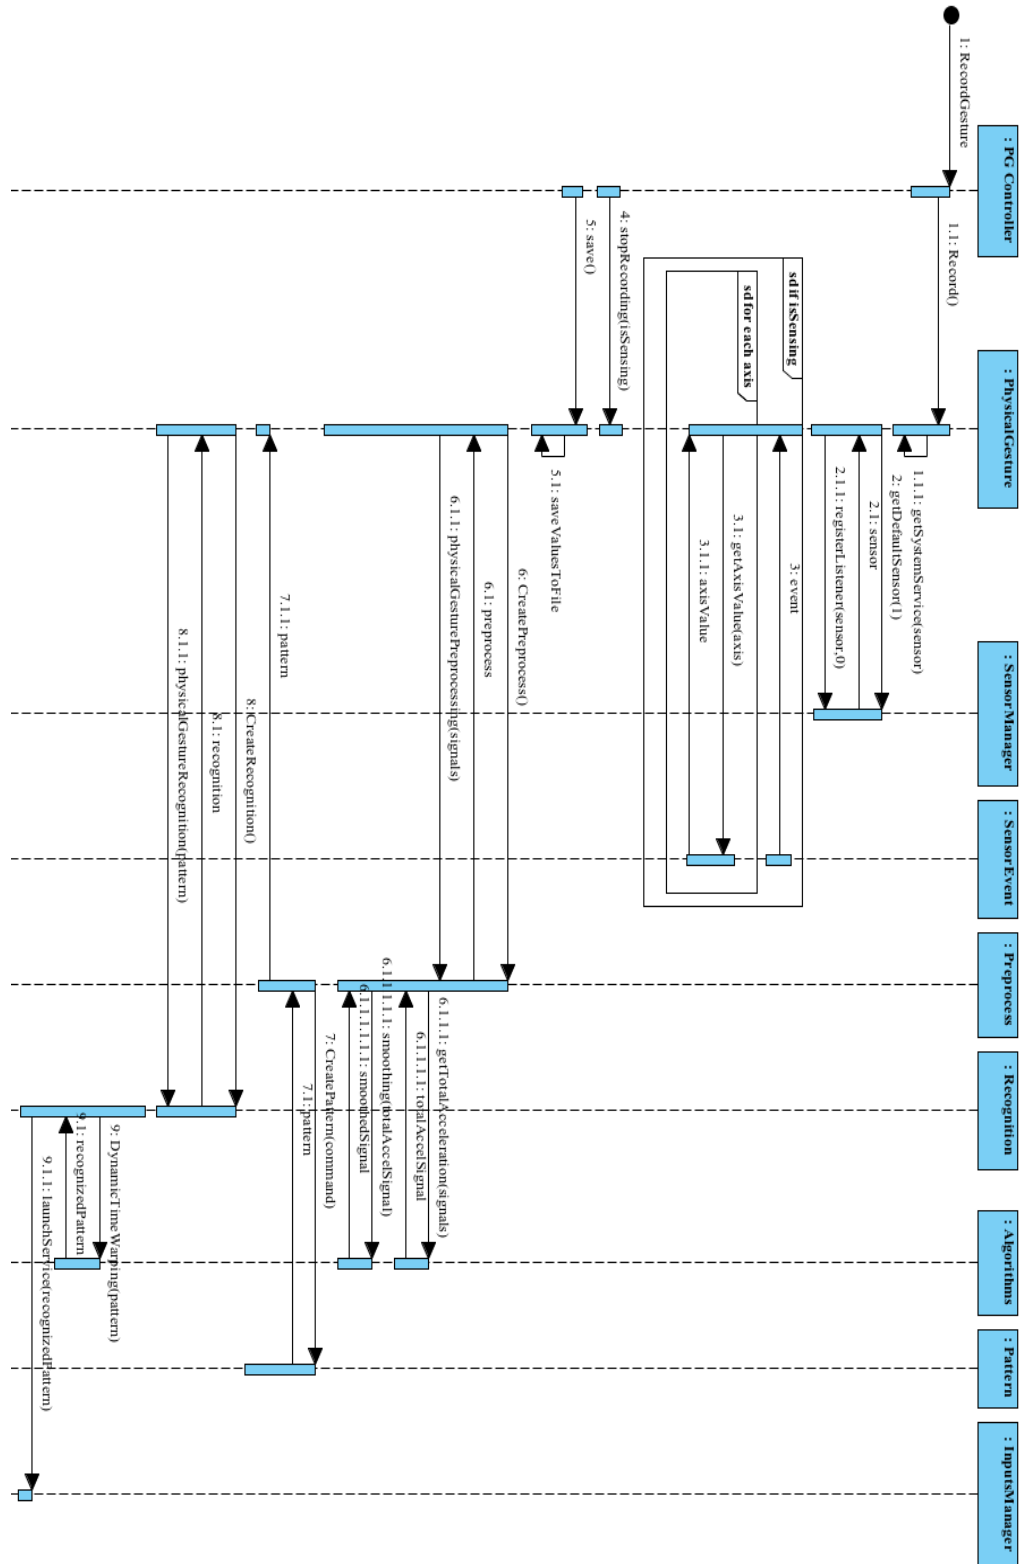 : PG Controller
: PhysicalGesture
: SensorManager
: SensorEvent
: Preprocess
: Recognition
: Algorithms
: Pattern
: InputsManager
1: RecordGesture
1.1: Record()
1.1.1: getSystemService(sensor)
2: getDefaultSensor(1)
2.1: sensor
2.1.1: registerListener(sensor,0)
sd if isSensing
3: event
sd for each axis
3.1: getAxisValue(axis)
3.1.1: axisValue
4: stopRecording(isSensing)
5: save()
5.1: saveValuesToFile
6: CreatePreprocess()
6.1: preprocess
6.1.1: physicalGesturePreprocessing(signals)
6.1.1.1: getTotalAcceleration(signals)
6.1.1.1.1: totalAccelSignal
6.1.1.1.1.1: smoothing(totalAccelSignal)
6.1.1.1.1.1.1: smoothedSignal
7: CreatePattern(command)
7.1: pattern
7.1.1: pattern
8: CreateRecognition()
8.1: recognition
8.1.1: physicalGestureRecognition(pattern)
9: DynamicTimeWarping(pattern)
9.1: recognizedPattern
9.1.1: launchService(recognizedPattern)